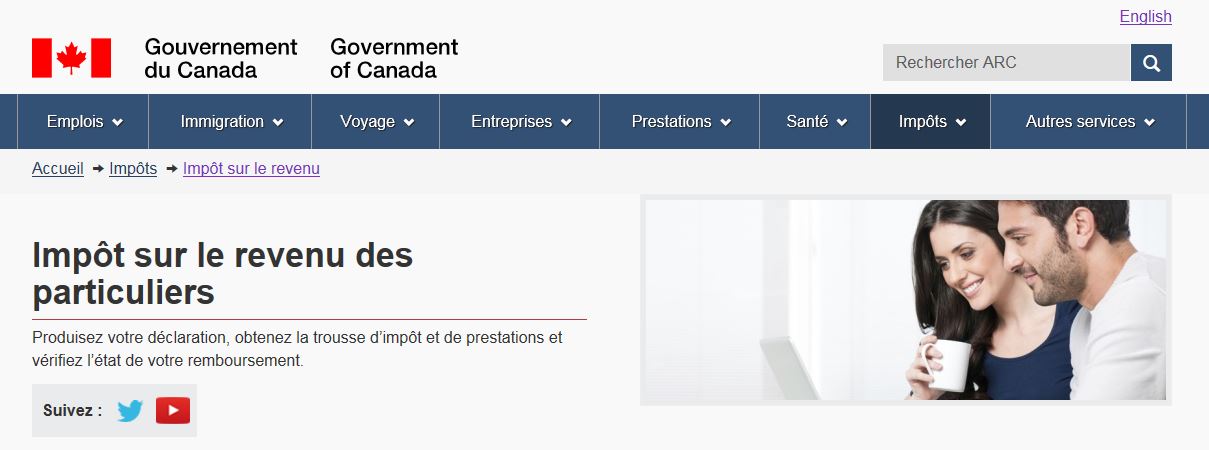 English
Gouvernement du Canada
Government of Canada
Rechercher ARC
Emplois
Immigration
Voyage
Entreprises
Prestations
Santé
Impôts
Autres services
Accueil
Impôts
Impôt sur le revenu
Impôt sur le revenu des
particuliers
Produisez votre déclaration, obtenez la trousse d'impôt et de prestations et
vérifiez l'état de votre remboursement.
Suivez :